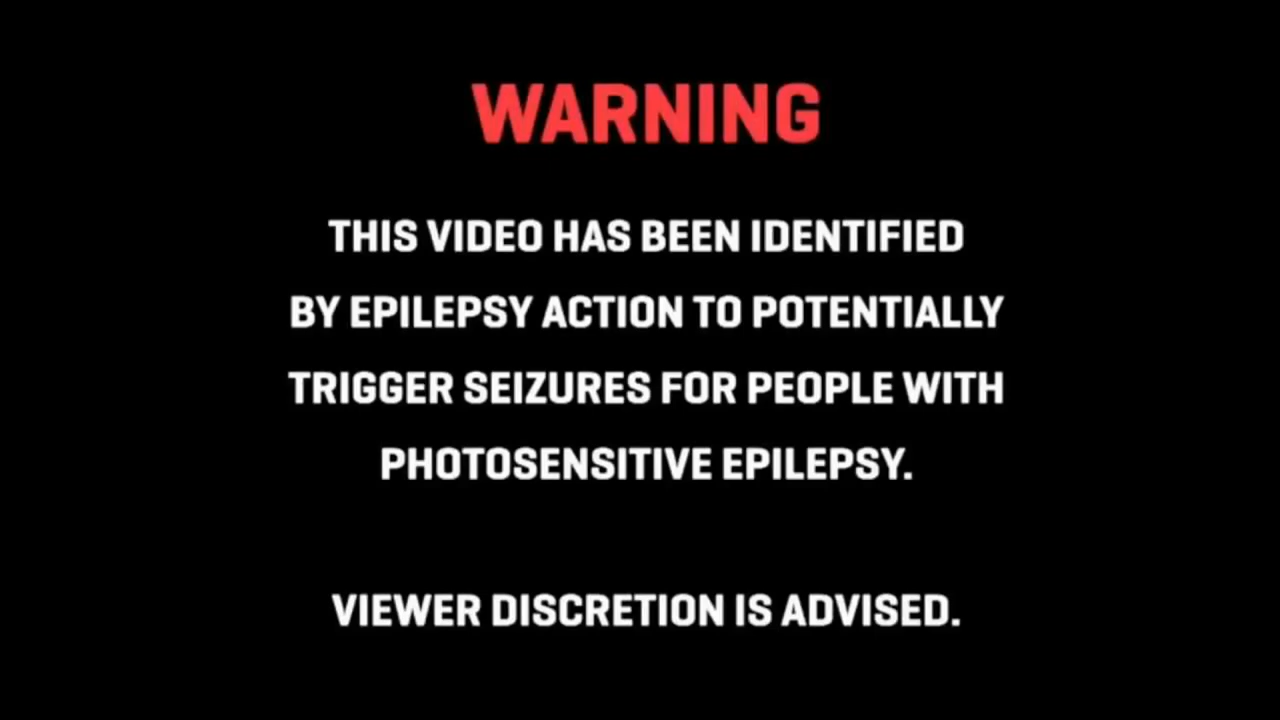 WARNING
THIS VIDEO HAS BEEN IDENTIFIED
BY EPILEPSY ACTION TO POTENTIALLY
TRIGGER SEIZURES FOR PEOPLE WITH
PHOTOSENSITIVE EPILEPSY.
VIEWER DISCRETION IS ADVISED.